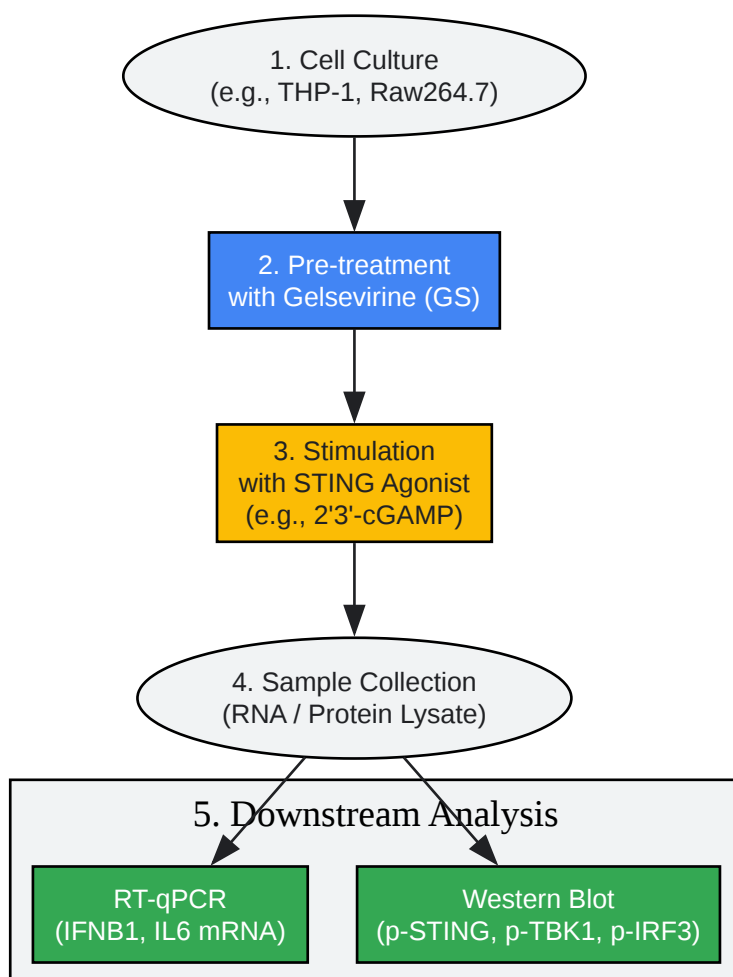 1. Cell Culture
(e.g., THP-1, Raw264.7)
2. Pre-treatment
with Gelsevirine (GS)
3. Stimulation
with STING Agonist
(e.g., 2'3'-cGAMP)
4. Sample Collection
(RNA / Protein Lysate)
5. Downstream Analysis
RT-qPCR
(IFNB1, IL6 mRNA)
Western Blot
(p-STING, p-TBK1, p-IRF3)